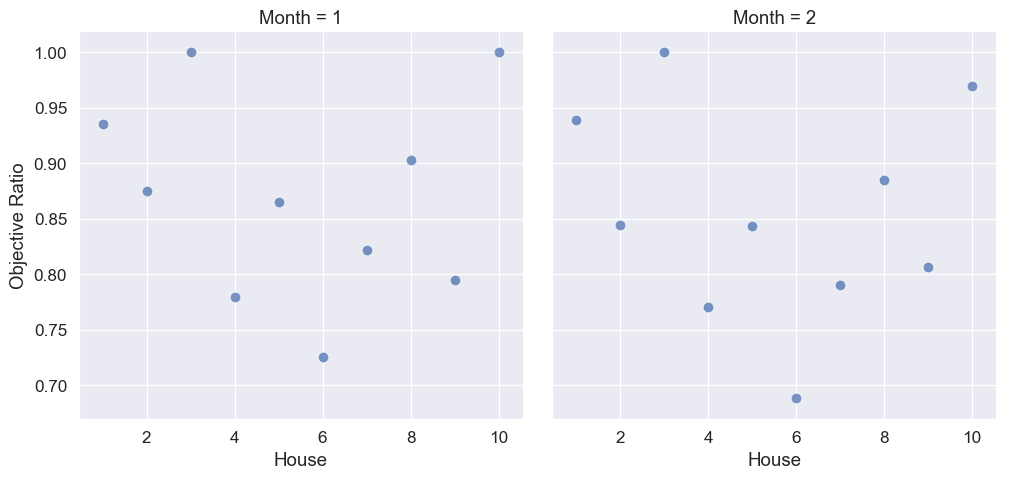 Month = 1
Month = 2
Objective Ratio
1.00
0.95
0.90
0.85
0.80
0.75
0.70
2 4 6 8 10
2 4 6 8 10
House
House